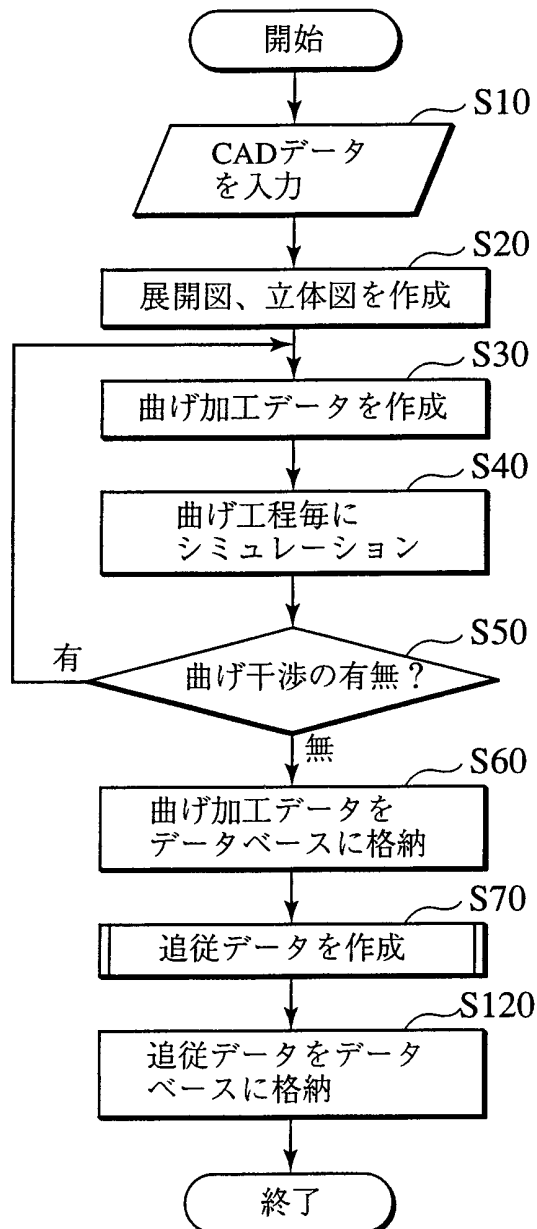 開始
S10
CADデータ
を入力
S20
展開図、立体図を作成
S30
曲げ加工データを作成
S40
曲げ工程毎に
シミュレーション
S50
有
曲げ干渉の有無？
無
S60
曲げ加工データを
データベースに格納
S70
追従データを作成
S120
追従データをデータ
ベースに格納
終了